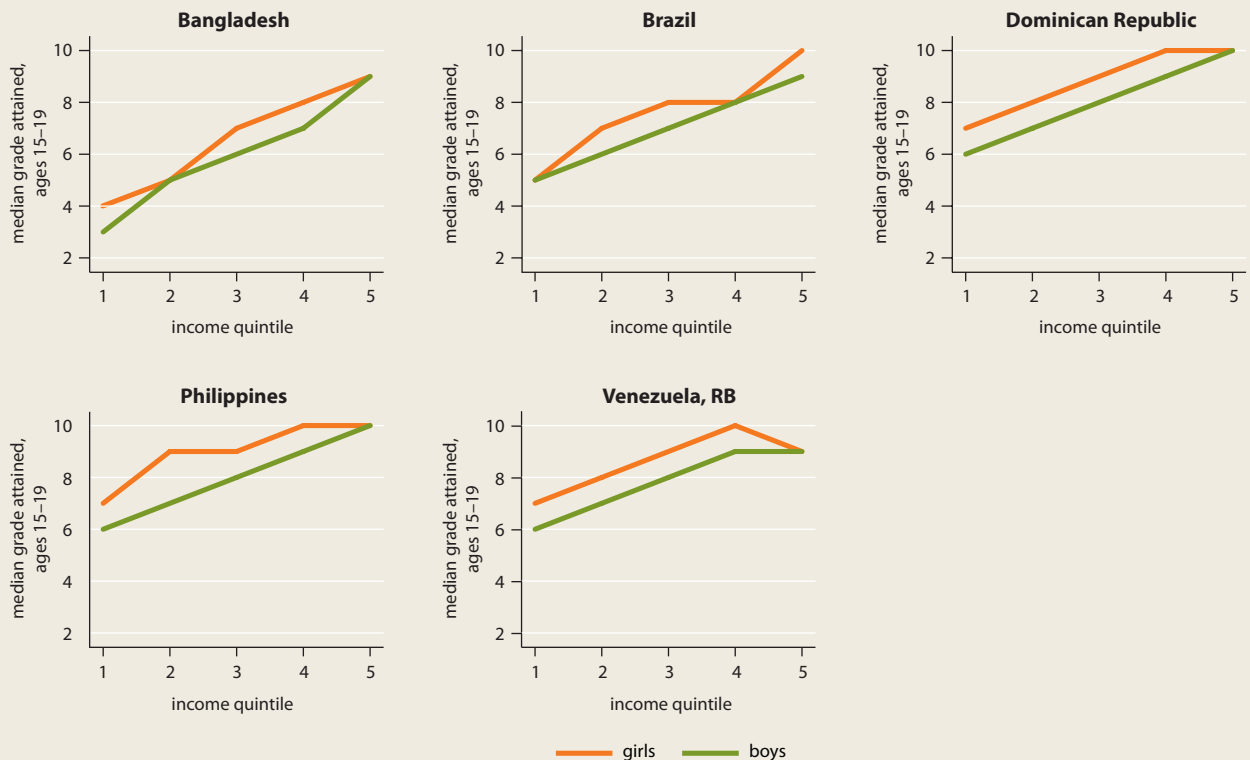 Bangladesh
10
8
6
4
2
median grade attained,
ages 15–19
1 2 3 4 5
income quintile
Brazil
10
8
6
4
2
median grade attained,
ages 15–19
1 2 3 4 5
income quintile
Dominican Republic
10
8
6
4
2
median grade attained,
ages 15–19
1 2 3 4 5
income quintile
Philippines
10
8
6
4
2
median grade attained,
ages 15–19
1 2 3 4 5
income quintile
Venezuela, RB
10
8
6
4
2
median grade attained,
ages 15–19
1 2 3 4 5
income quintile
girls boys